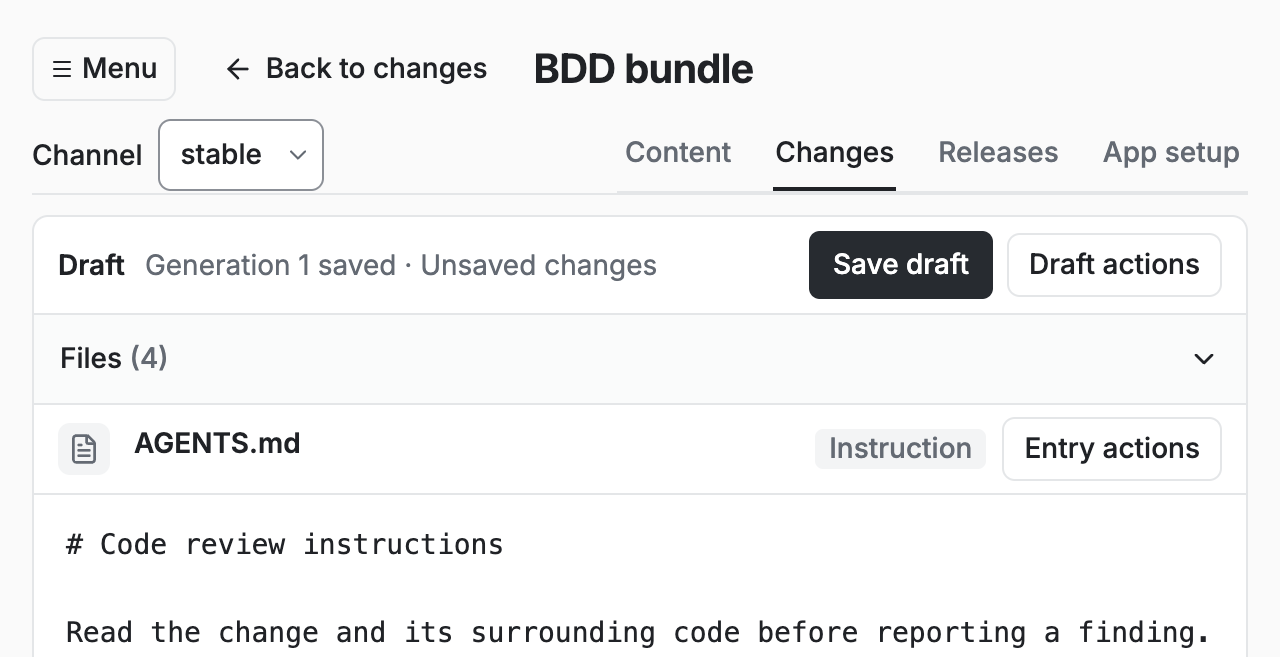 Menu
Back to changes
BDD bundle
Channel
stable
Content
Changes
Releases
App setup
Draft
Generation 1 saved · Unsaved changes
Save draft
Draft actions
Files (4)
AGENTS.md
Instruction
Entry actions
# Code review instructions
Read the change and its surrounding code before reporting a finding.